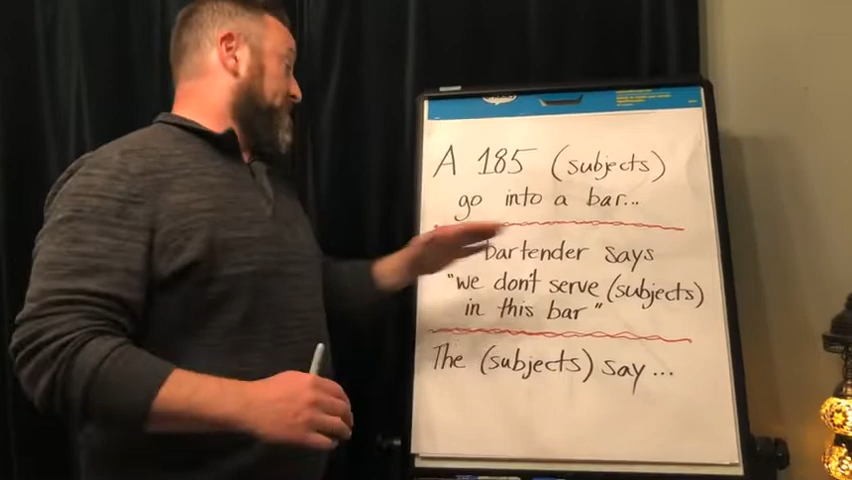 A 185 (subjects)
go into a bar...
bartender says
"we don't serve (subjects)
in this bar"
The (subjects) say...